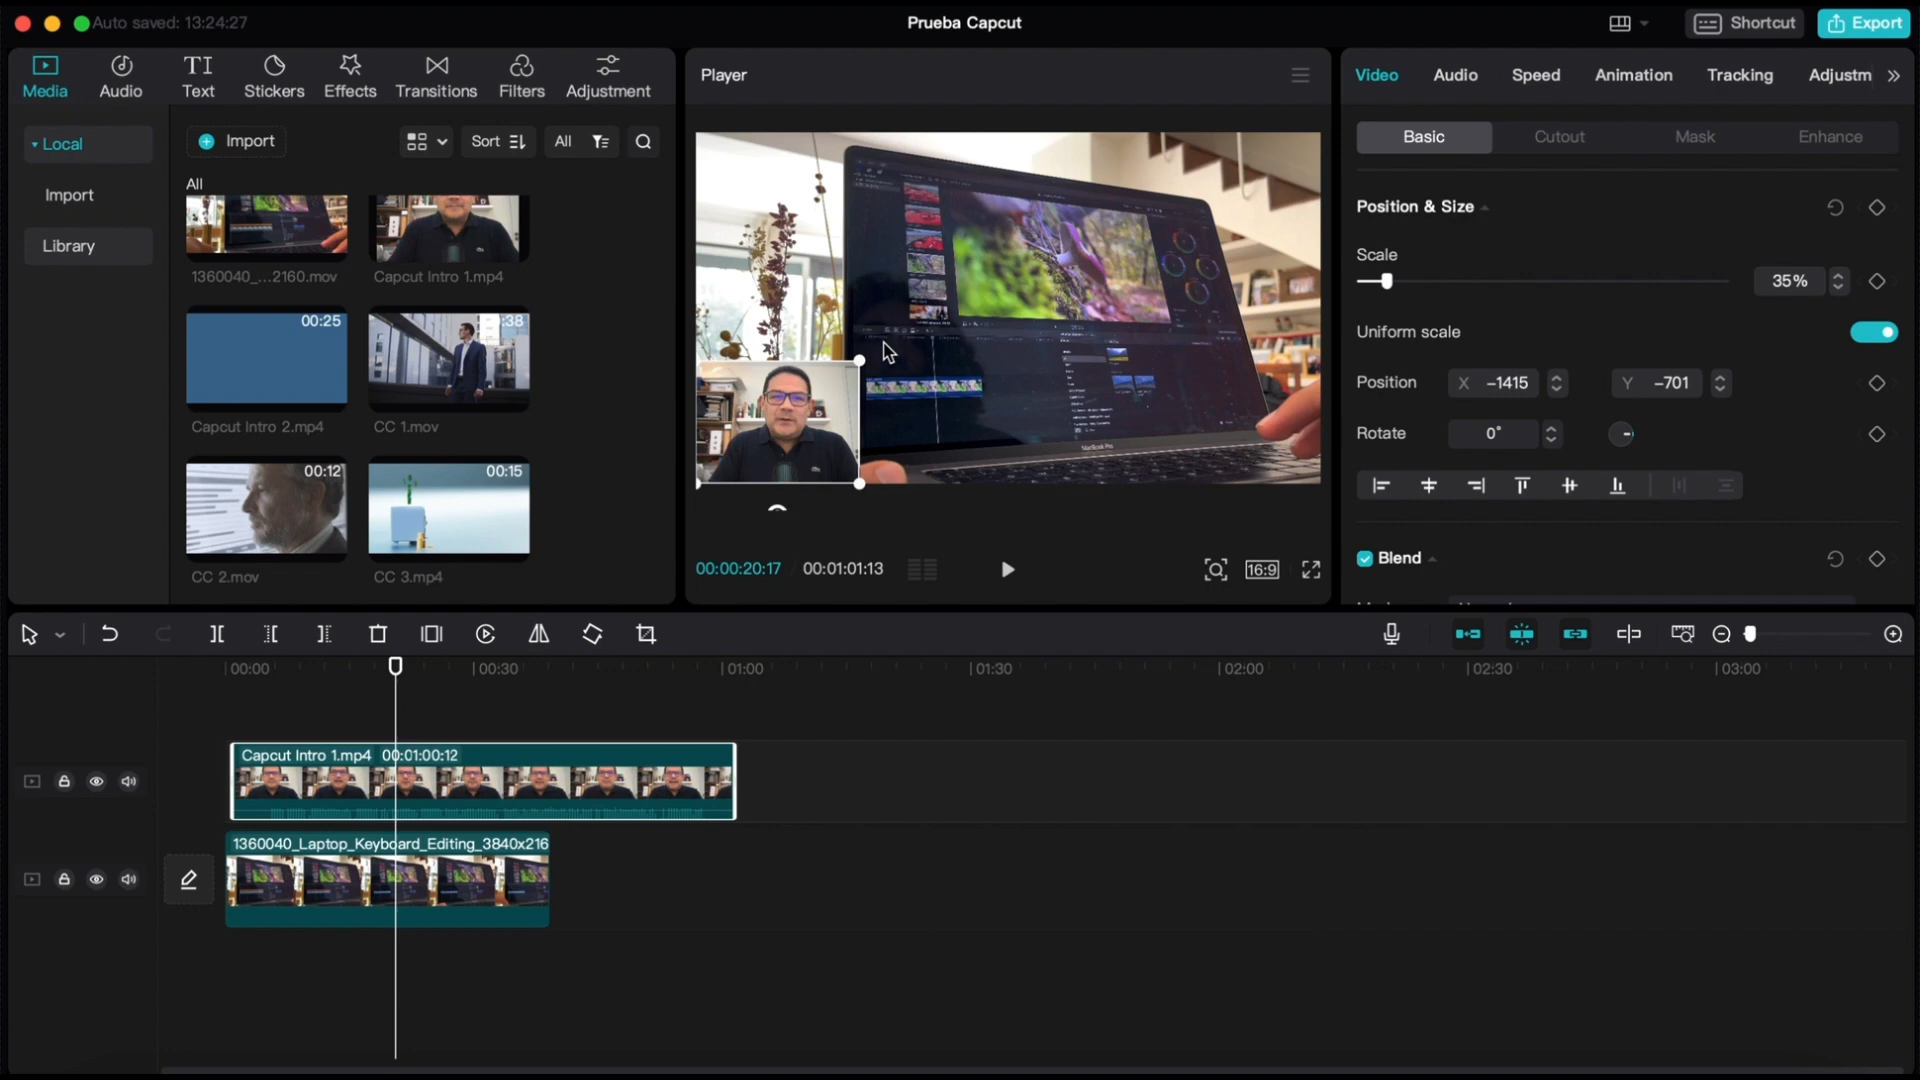 Auto saved: 13:24:27
Prueba Capcut
Shortcut
Export
Media
Audio
Text
Stickers
Effects
Transitions
Filters
Adjustment
Local
Import
Library
Import
Sort
All
All
1360040_...2160.mov
Capcut Intro 1.mp4
00:25
:38
Capcut Intro 2.mp4
CC 1.mov
00:12
00:15
CC 2.mov
CC 3.mp4
Player
MacBook Pro
00:00:20:17
00:01:01:13
16:9
Video
Audio
Speed
Animation
Tracking
Adjustm
Basic
Cutout
Mask
Enhance
Position & Size
Scale
35%
Uniform scale
Position
X -1415
Y -701
Rotate
0°
Blend
00:00
00:30
01:00
01:30
02:00
02:30
03:00
Capcut Intro 1.mp4 00:01:00:12
1360040_Laptop_Keyboard_Editing_3840x216